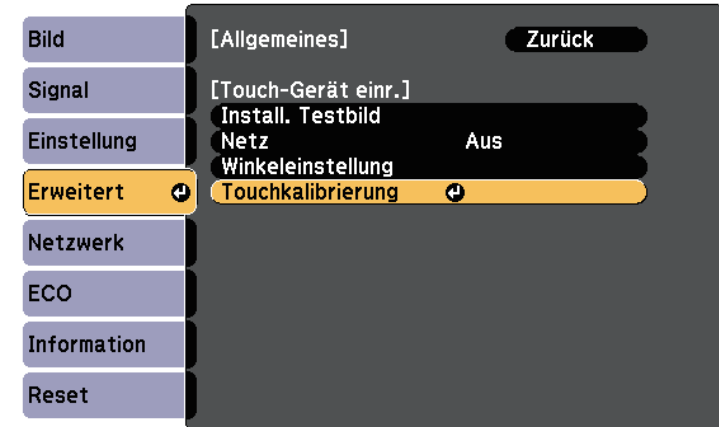 Bild
Signal
Einstellung
Erweitert
Netzwerk
ECO
Information
Reset
[Allgemeines] Zurück
[Touch-Gerät einr.]
Install. Testbild
Netz Aus
Winkeleinstellung
Touchkalibrierung